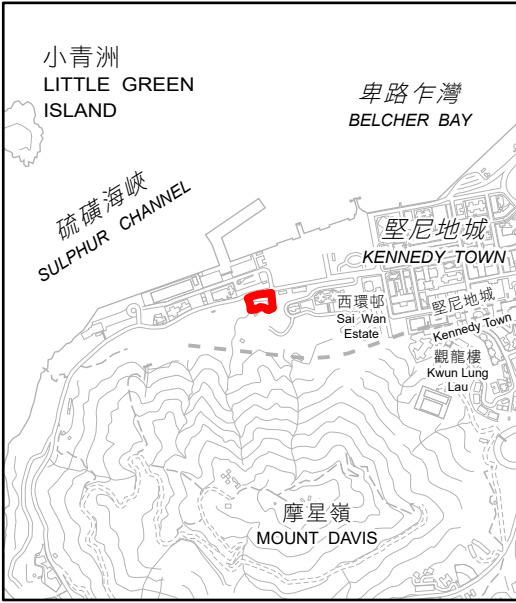 小青洲
LITTLE GREEN
ISLAND
卑路乍灣
BELCHER BAY
硫磺海峽
SULPHUR CHANNEL
堅尼地城
KENNEDY TOWN
西環邨
Sai Wan
Estate
堅尼地城
Kennedy Town
觀龍樓
Kwun Lung
Lau
摩星嶺
MOUNT DAVIS